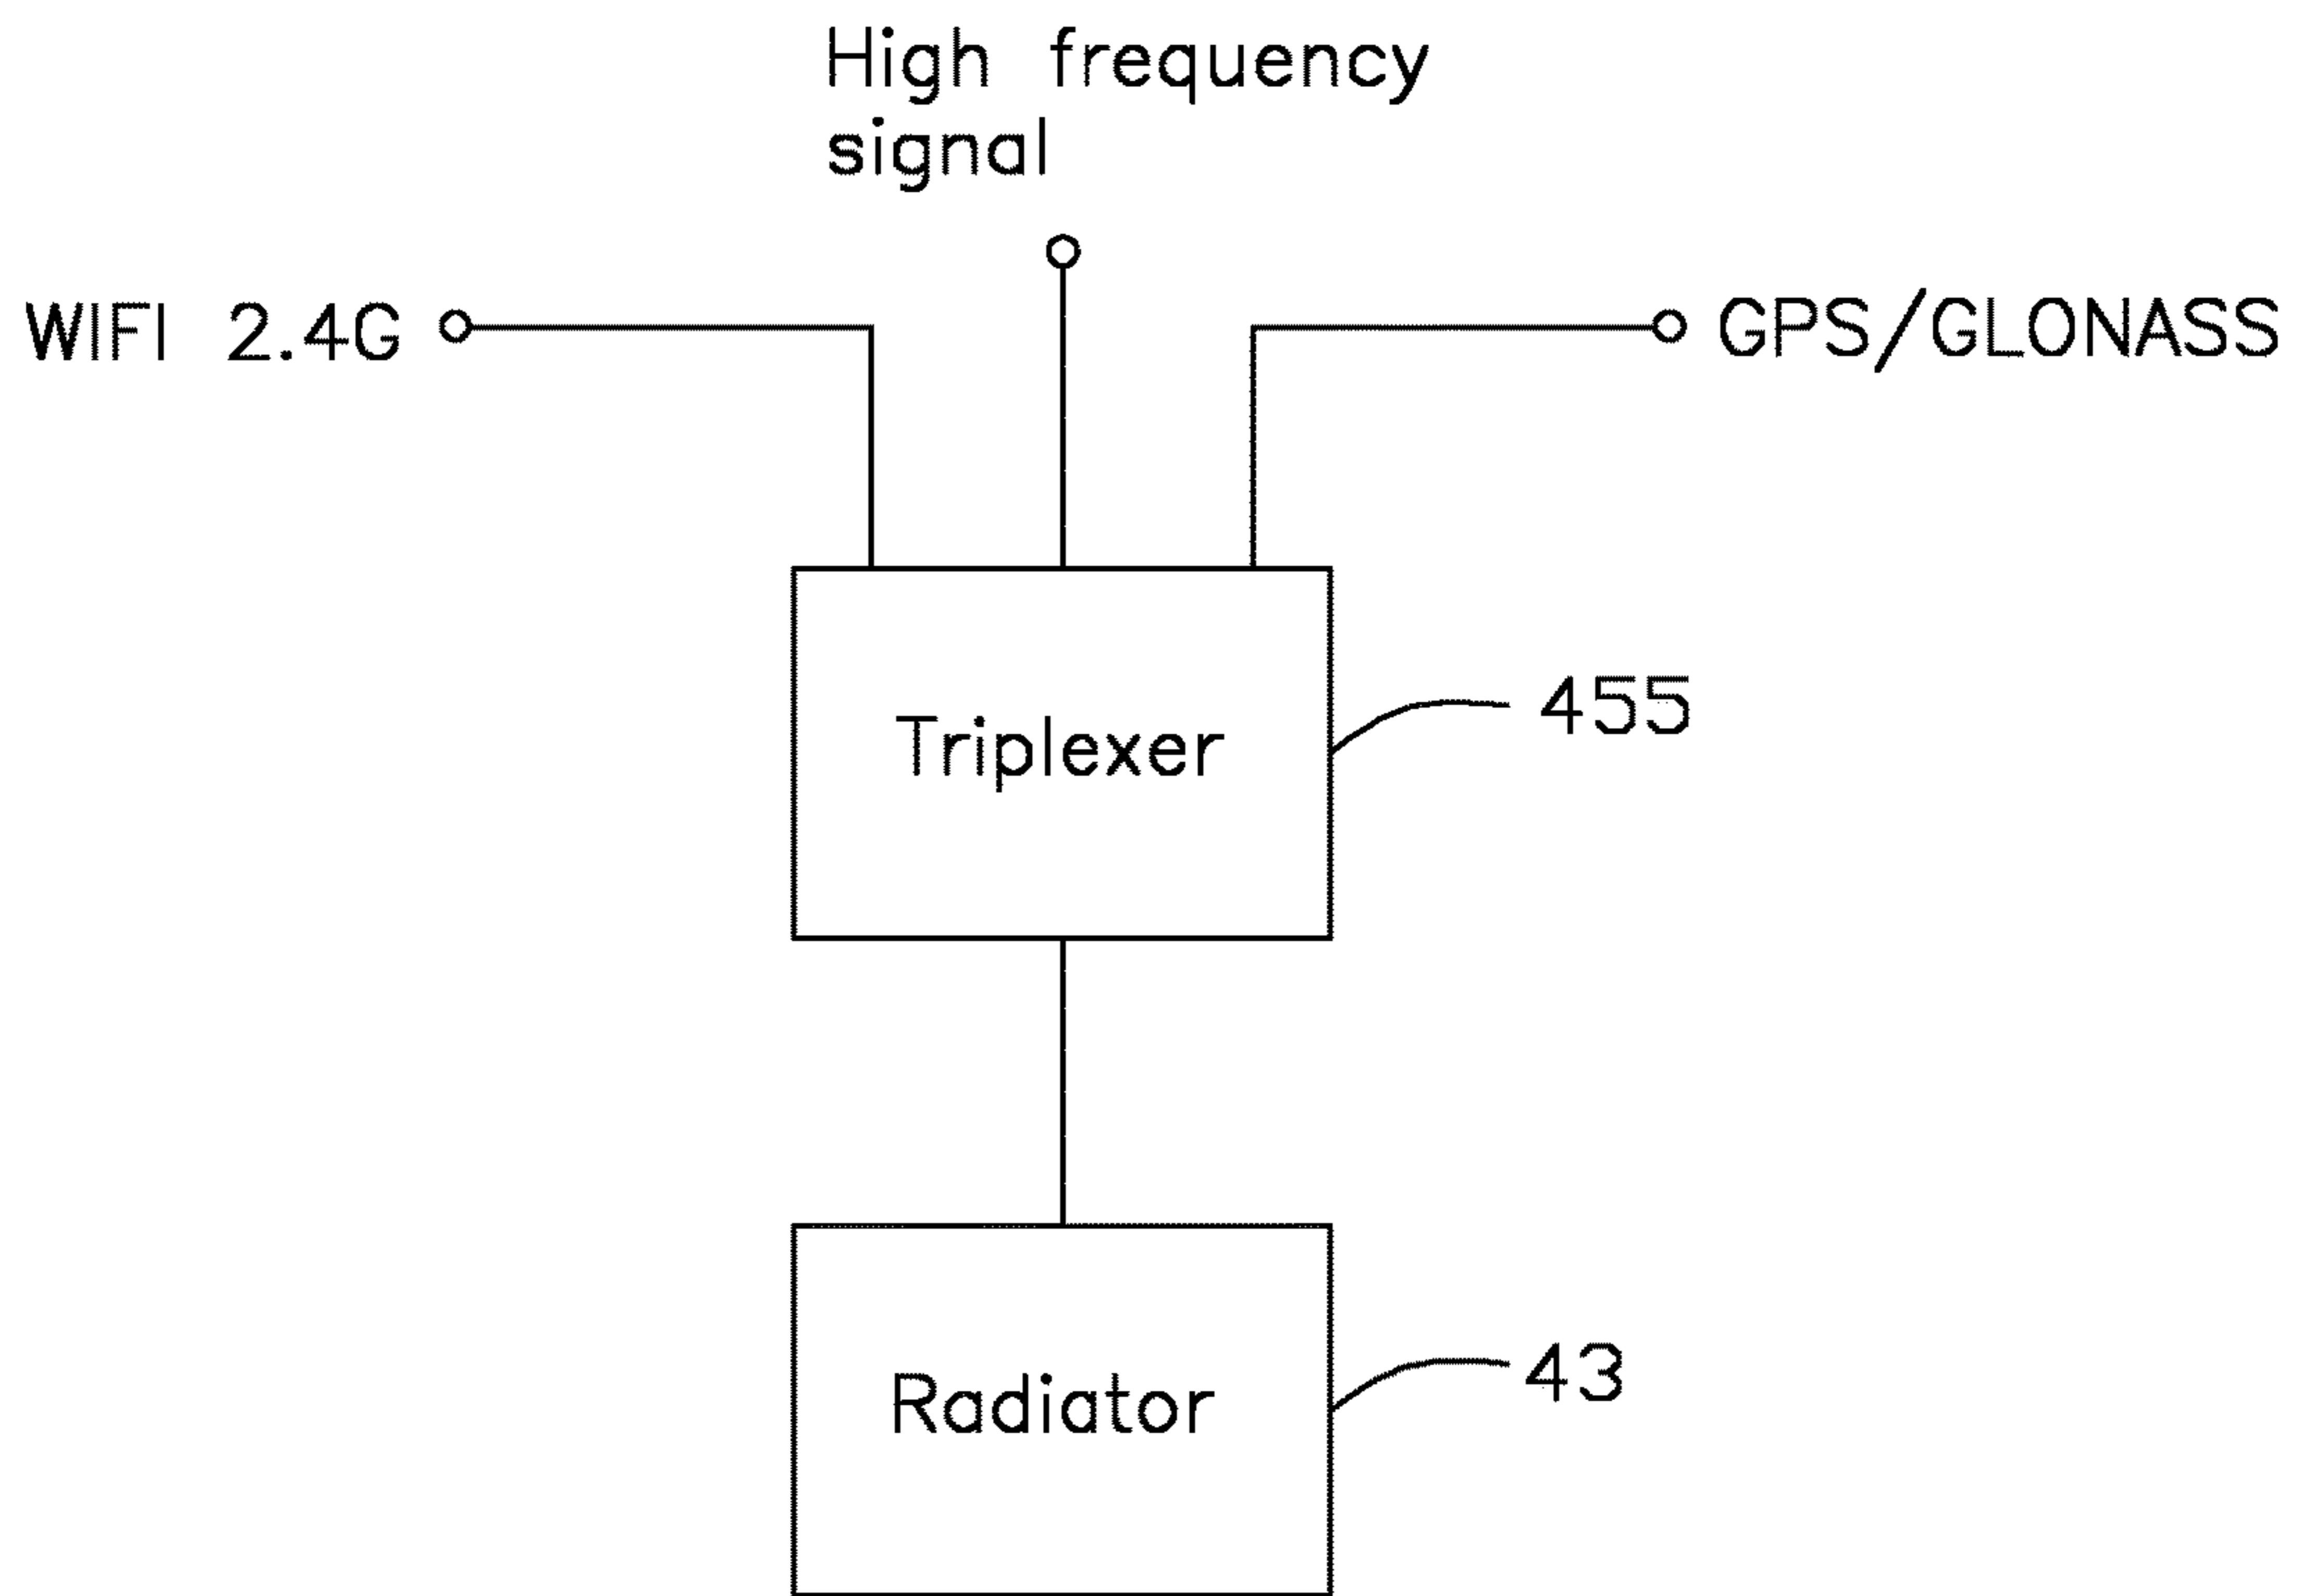 High frequency
signal
WIFI 2.4G
GPS/GLONASS
Triplexer
455
Radiator
43